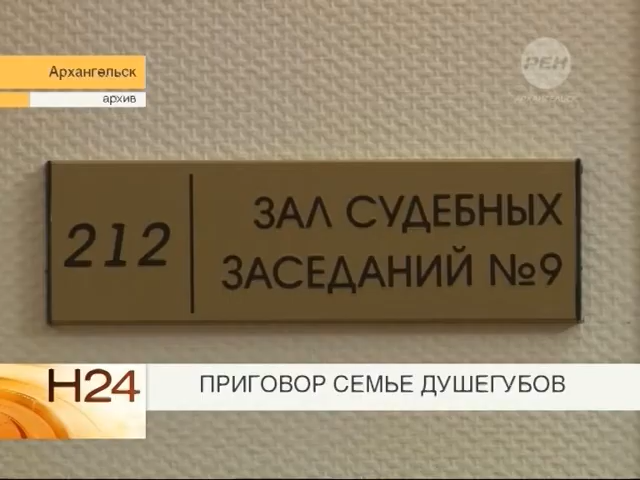 Архангельск
архив
РЕН
212
ЗАЛ СУДЕБНЫХ
ЗАСЕДАНИЙ №9
Н24
ПРИГОВОР СЕМЬЕ ДУШЕГУБОВ